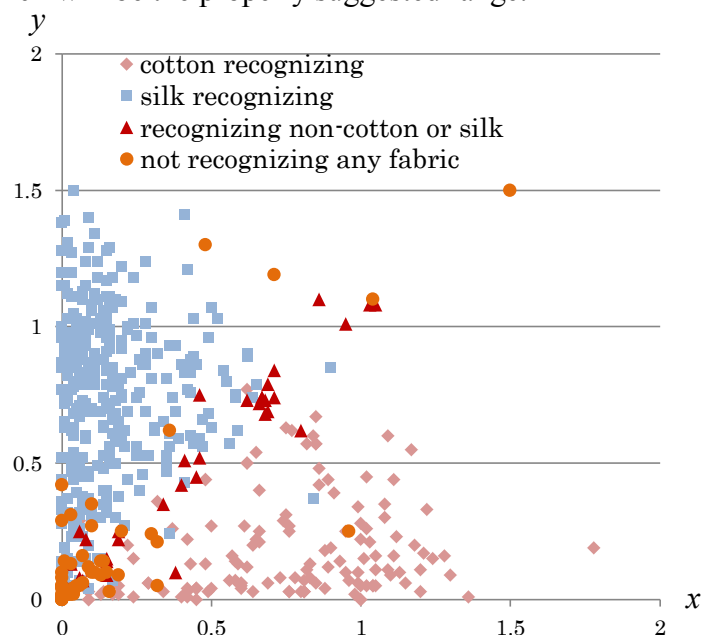 y
2
cotton recognizing
silk recognizing
recognizing non-cotton or silk
not recognizing any fabric
1.5
1
0.5
0
0
0.5
1
1.5
2
x